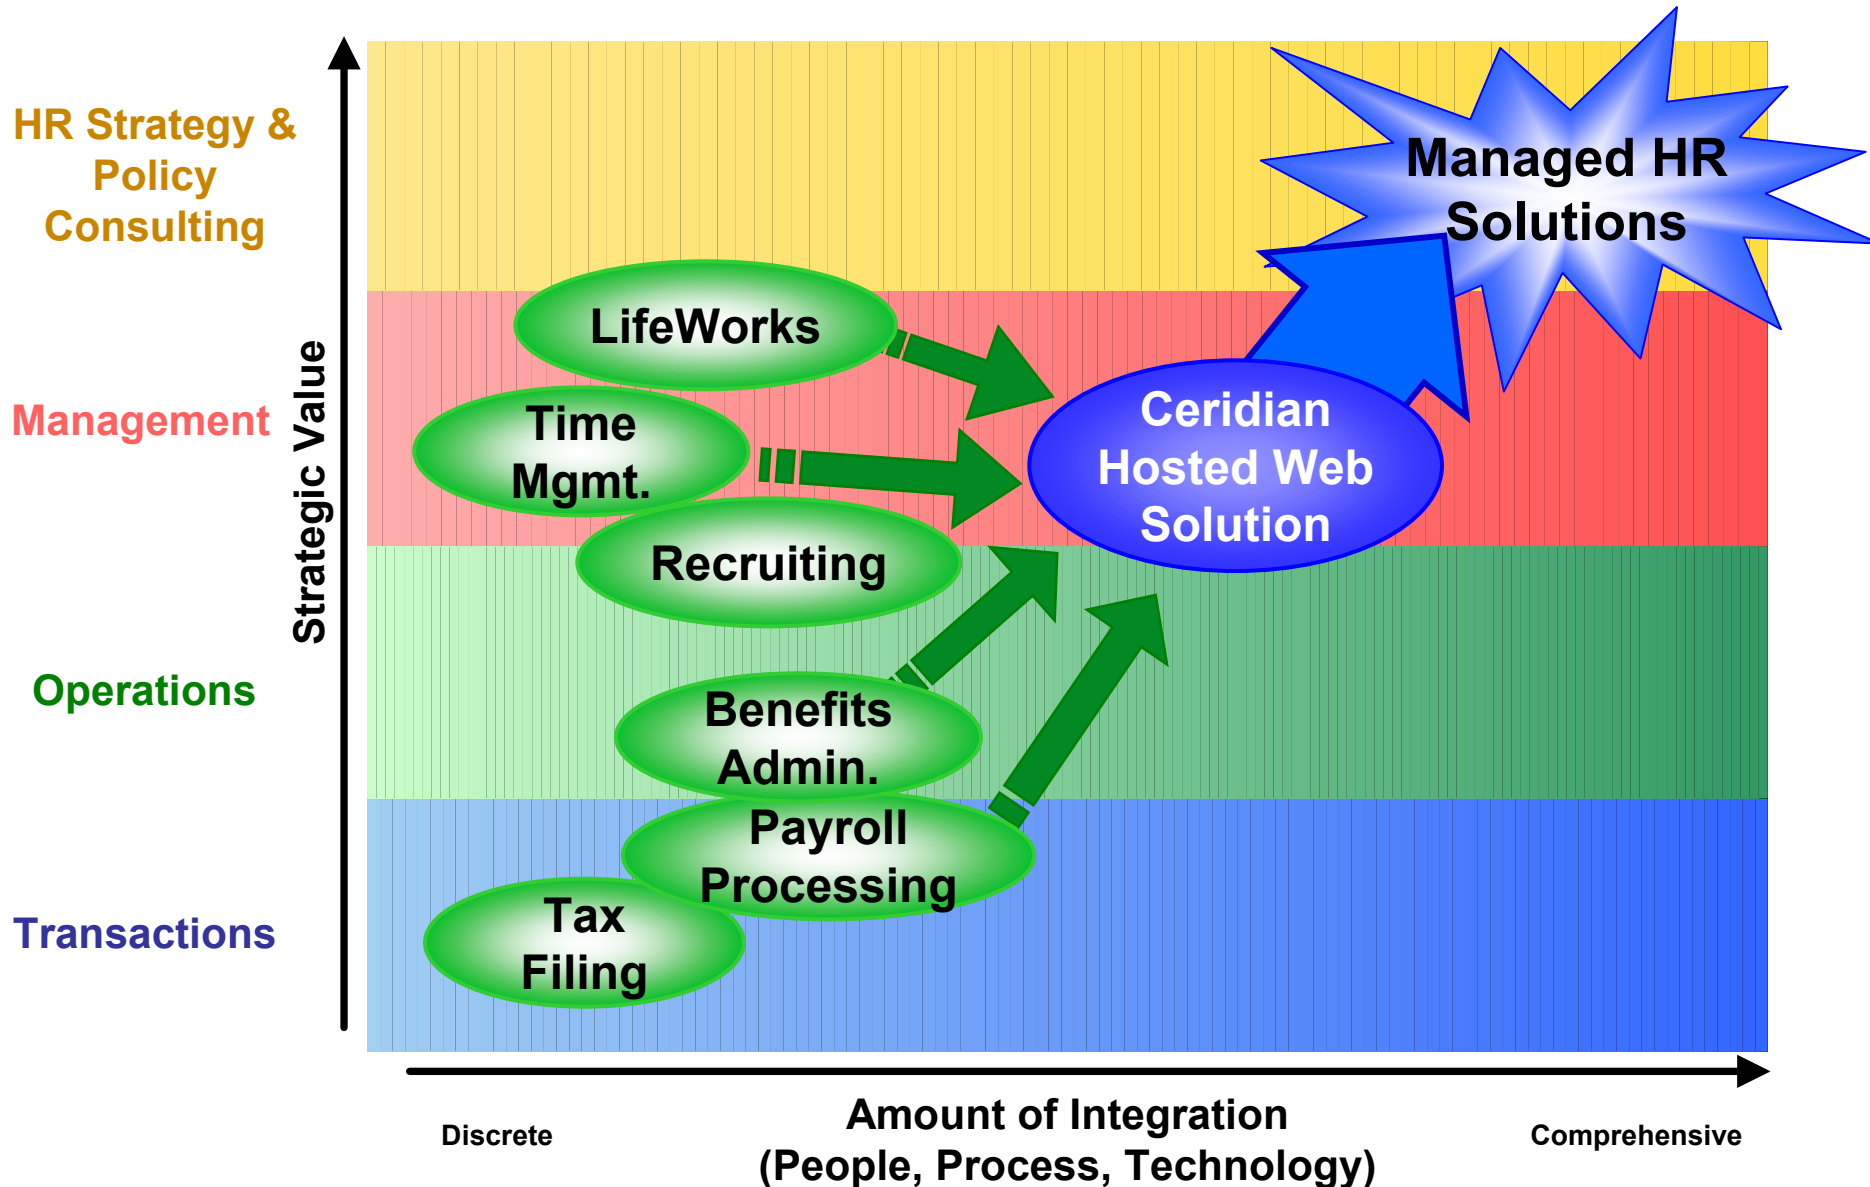 HR Strategy &
Policy
Consulting
Management
Operations
Transactions
Strategic Value
Managed HR
Solutions
LifeWorks
Time
Mgmt.
Recruiting
Ceridian
Hosted Web
Solution
Benefits
Admin.
Payroll
Processing
Tax
Filing
Discrete
Amount of Integration
(People, Process, Technology)
Comprehensive